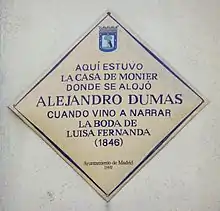 AQUÍ ESTUVO
LA CASA DE MONIER
DONDE SE ALOJÓ
ALEJANDRO DUMAS
CUANDO VINO A NARRAR
LA BODA DE
LUISA FERNANDA
(1846)
Ayuntamiento de Madrid